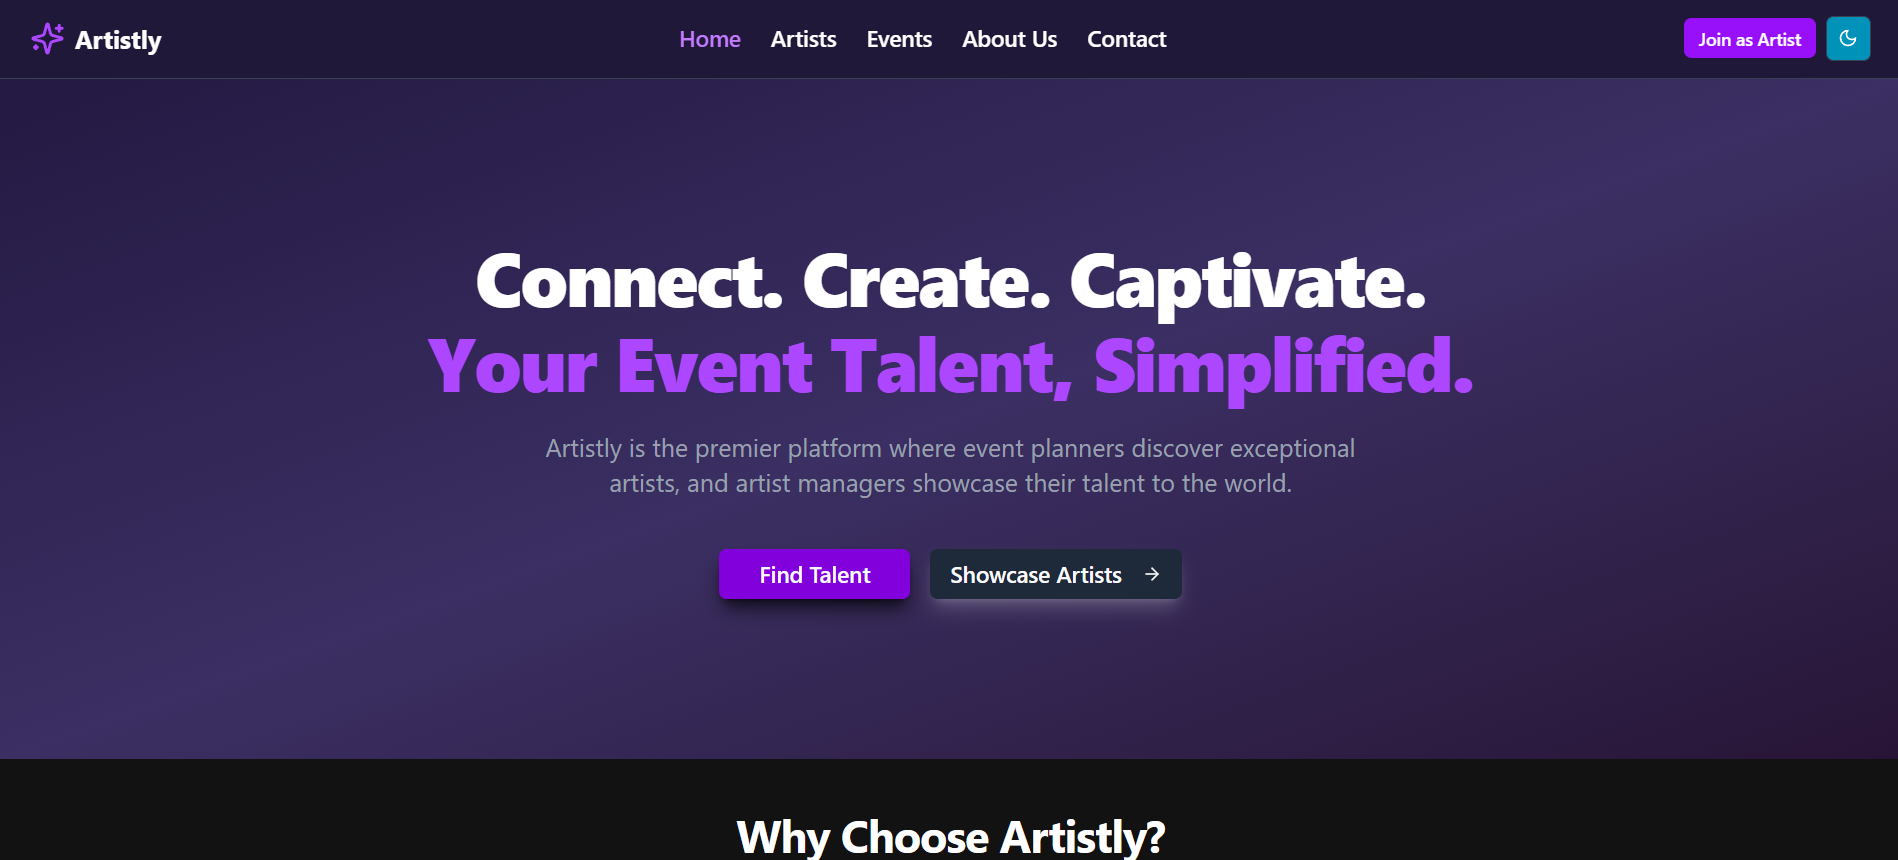 Artistly
Home
Artists
Events
About Us
Contact
Join as Artist
Connect. Create. Captivate.
Your Event Talent, Simplified.
Artistly is the premier platform where event planners discover exceptional
artists, and artist managers showcase their talent to the world.
Find Talent
Showcase Artists
Why Choose Artistly?